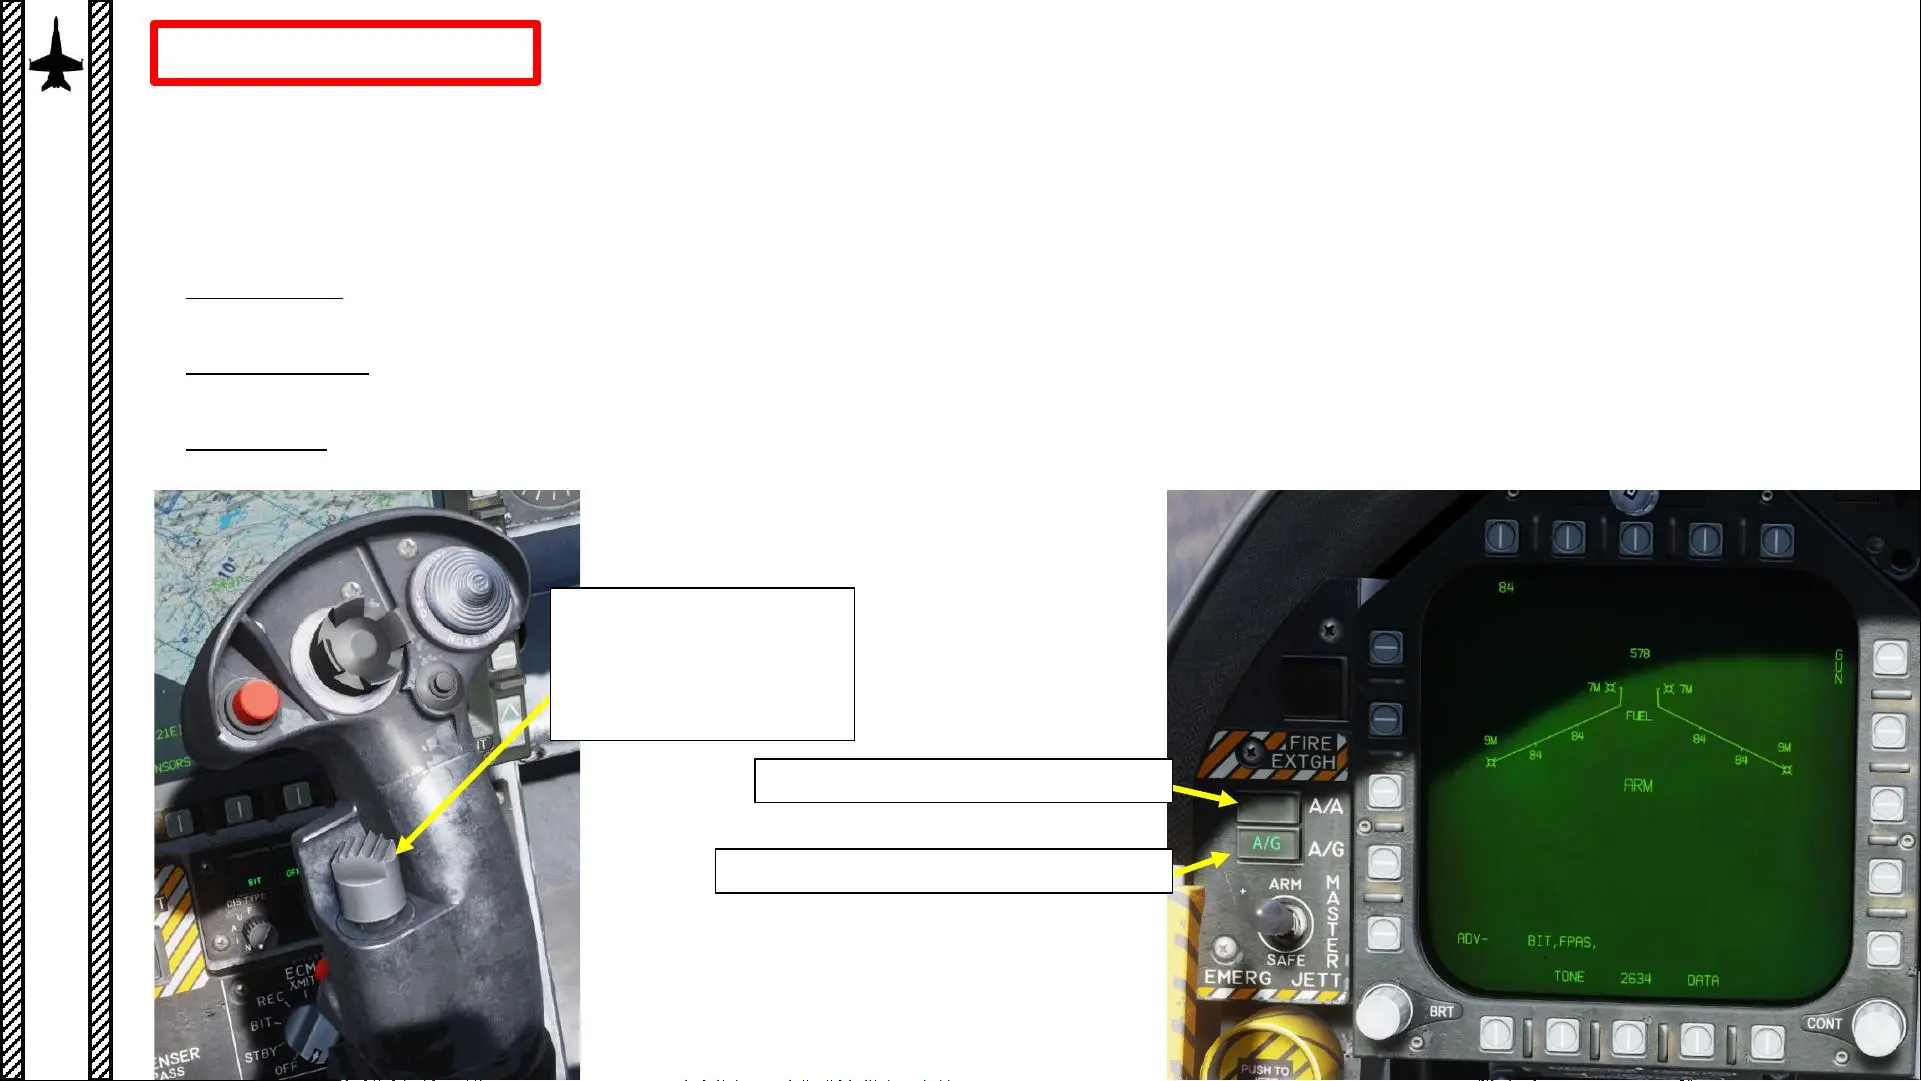 10°
NOSE UP
21E
NSORS
IT
BIT
OFF
DIS TYPE
F
U
A
I
N
ECM
XMIT
REC
BIT
STBY
OFF
ENSER
PASS
84
578
GUN
7M
7M
FUEL
9M
84
84
84
84
9M
ARM
ADV-
BIT,FPAS,
TONE
2634
DATA
FIRE
EXTGH
A/A
A/G
A/G
ARM
MASTER
SAFE
EMERG JETT
BRT
CONT
PUSH TO